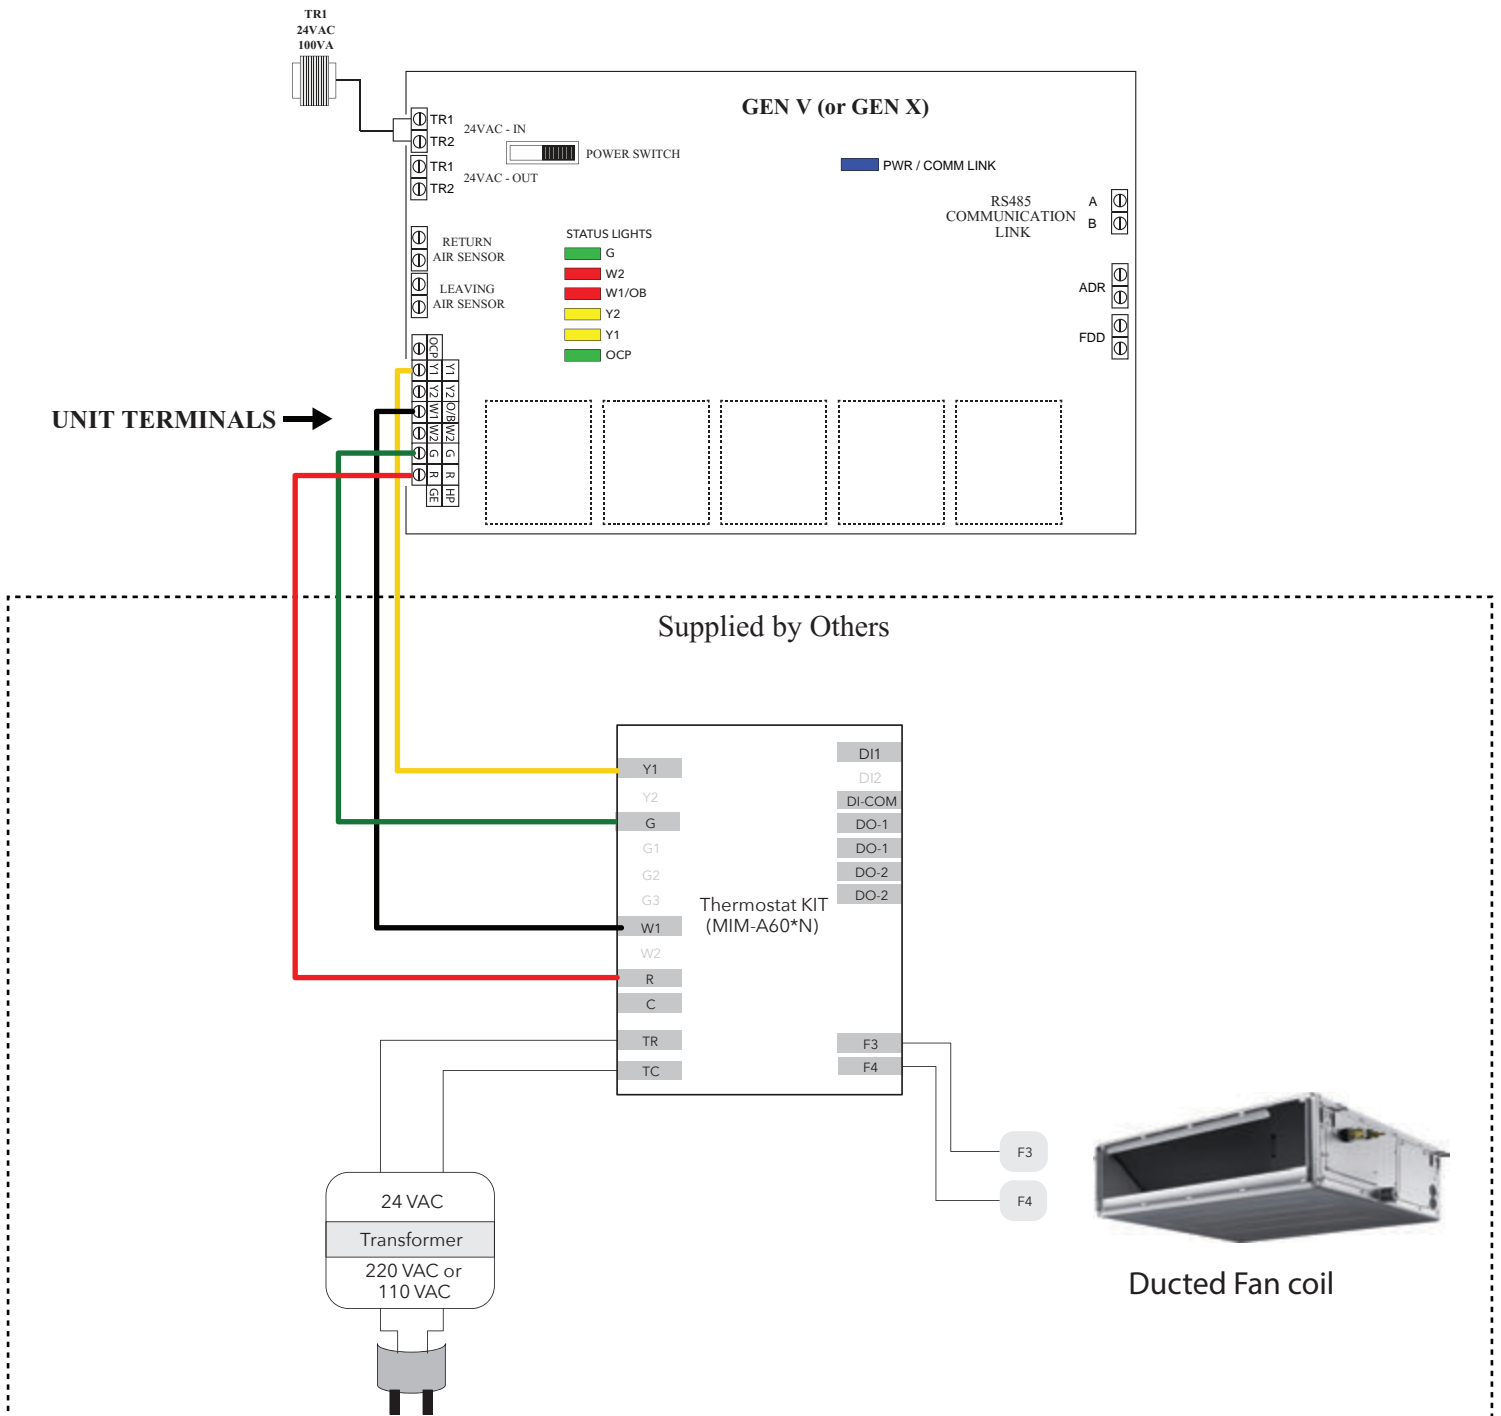 TR1
24VAC
100VA
GEN V (or GEN X)
TR1
24VAC - IN
TR2
POWER SWITCH
TR1
24VAC - OUT
TR2
PWR / COMM LINK
RS485
COMMUNICATION
LINK
A
B
RETURN
AIR SENSOR
LEAVING
AIR SENSOR
STATUS LIGHTS
G
W2
W1/OB
Y2
Y1
OCP
ADR
FDD
OCP
Y1 Y1
Y2 Y2
W1 O/B
W2 W2
G G
R R
GE HP
UNIT TERMINALS
Supplied by Others
Y1
Y2
G
G1
G2
G3
W1
W2
R
C
TR
TC
Thermostat KIT
(MIM-A60*N)
DI1
DI2
DI-COM
DO-1
DO-1
DO-2
DO-2
F3
F4
F3
F4
24 VAC
Transformer
220 VAC or
110 VAC
Ducted Fan coil